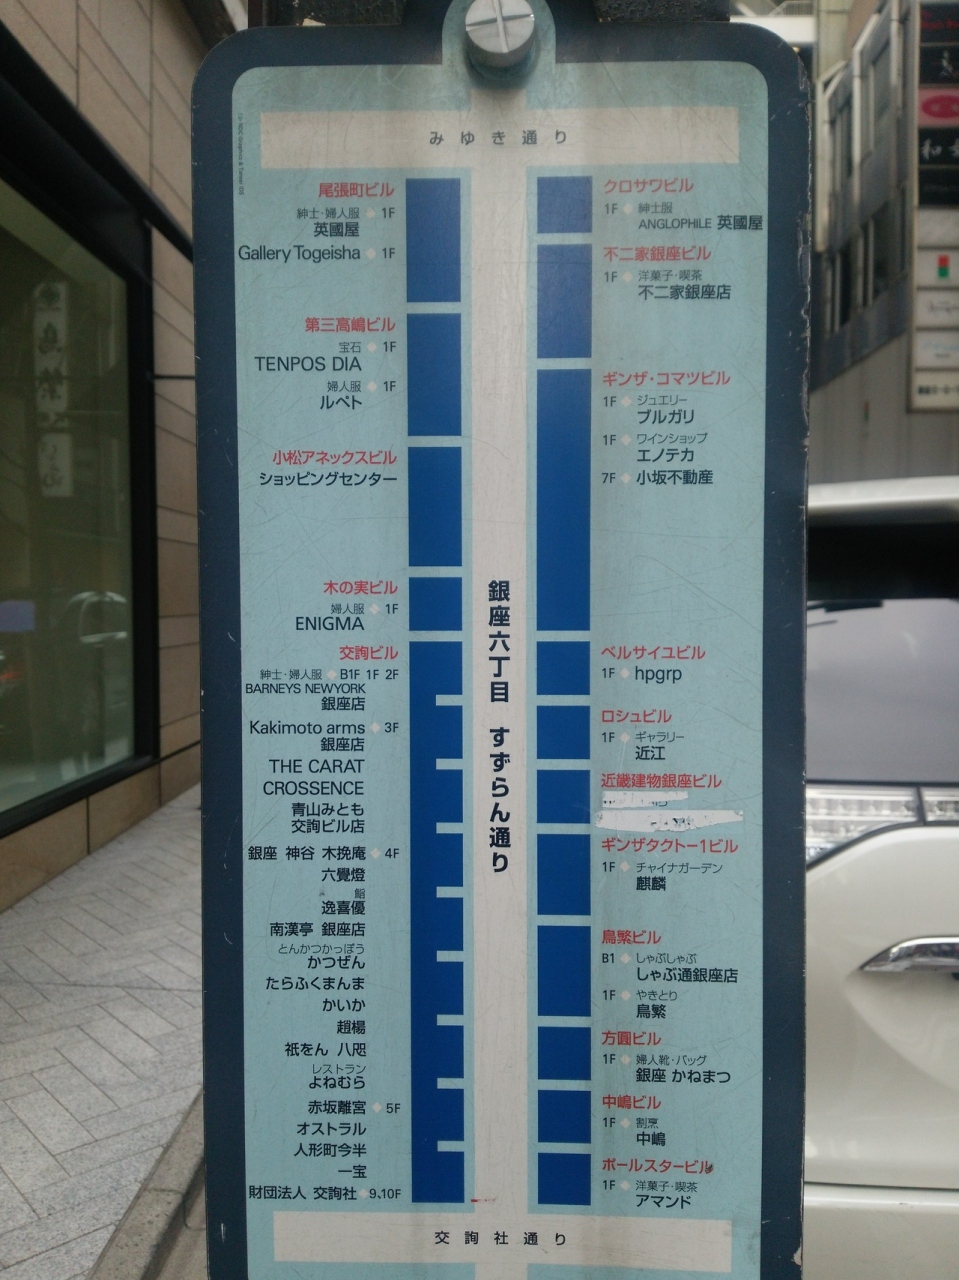 みゆき通り
尾張町ビル
紳士・婦人服 1F
英國屋
Gallery Togeisha 1F
第三高嶋ビル
宝石 1F
TENPOS DIA
婦人服 1F
ルペト
小松アネックスビル
ショッピングセンター
木の実ビル
婦人服 1F
ENIGMA
交詢ビル
紳士・婦人服 B1F 1F 2F
BARNEYS NEWYORK
銀座店
Kakimoto arms 3F
銀座店
THE CARAT
CROSSENCE
青山みとも
交詢ビル店
銀座 神谷 木挽庵 4F
六覺燈
鮨
逸喜優
南漢亭 銀座店
とんかつかっぽう
かつぜん
たらふくまんま
かいか
趙楊
祇をん 八咫
レストラン
よねむら
赤坂離宮 5F
オストラル
人形町今半
一宝
財団法人 交詢社 9,10F
銀座六丁目 すずらん通り
クロサワビル
1F 紳士服
ANGLOPHILE 英國屋
不二家銀座ビル
1F 洋菓子・喫茶
不二家銀座店
ギンザ・コマツビル
1F ジュエリー
ブルガリ
1F ワインショップ
エノテカ
7F 小坂不動産
ベルサイユビル
1F hpgrp
ロシュビル
1F ギャラリー
近江
近畿建物銀座ビル
ギンザタクトー1ビル
1F チャイナガーデン
麒麟
鳥繁ビル
B1 しゃぶしゃぶ
しゃぶ通銀座店
1F やきとり
鳥繁
方圓ビル
1F 婦人靴・バッグ
銀座 かねまつ
中嶋ビル
1F 割烹
中嶋
ポールスタービル
1F 洋菓子・喫茶
アマンド
交詢社通り